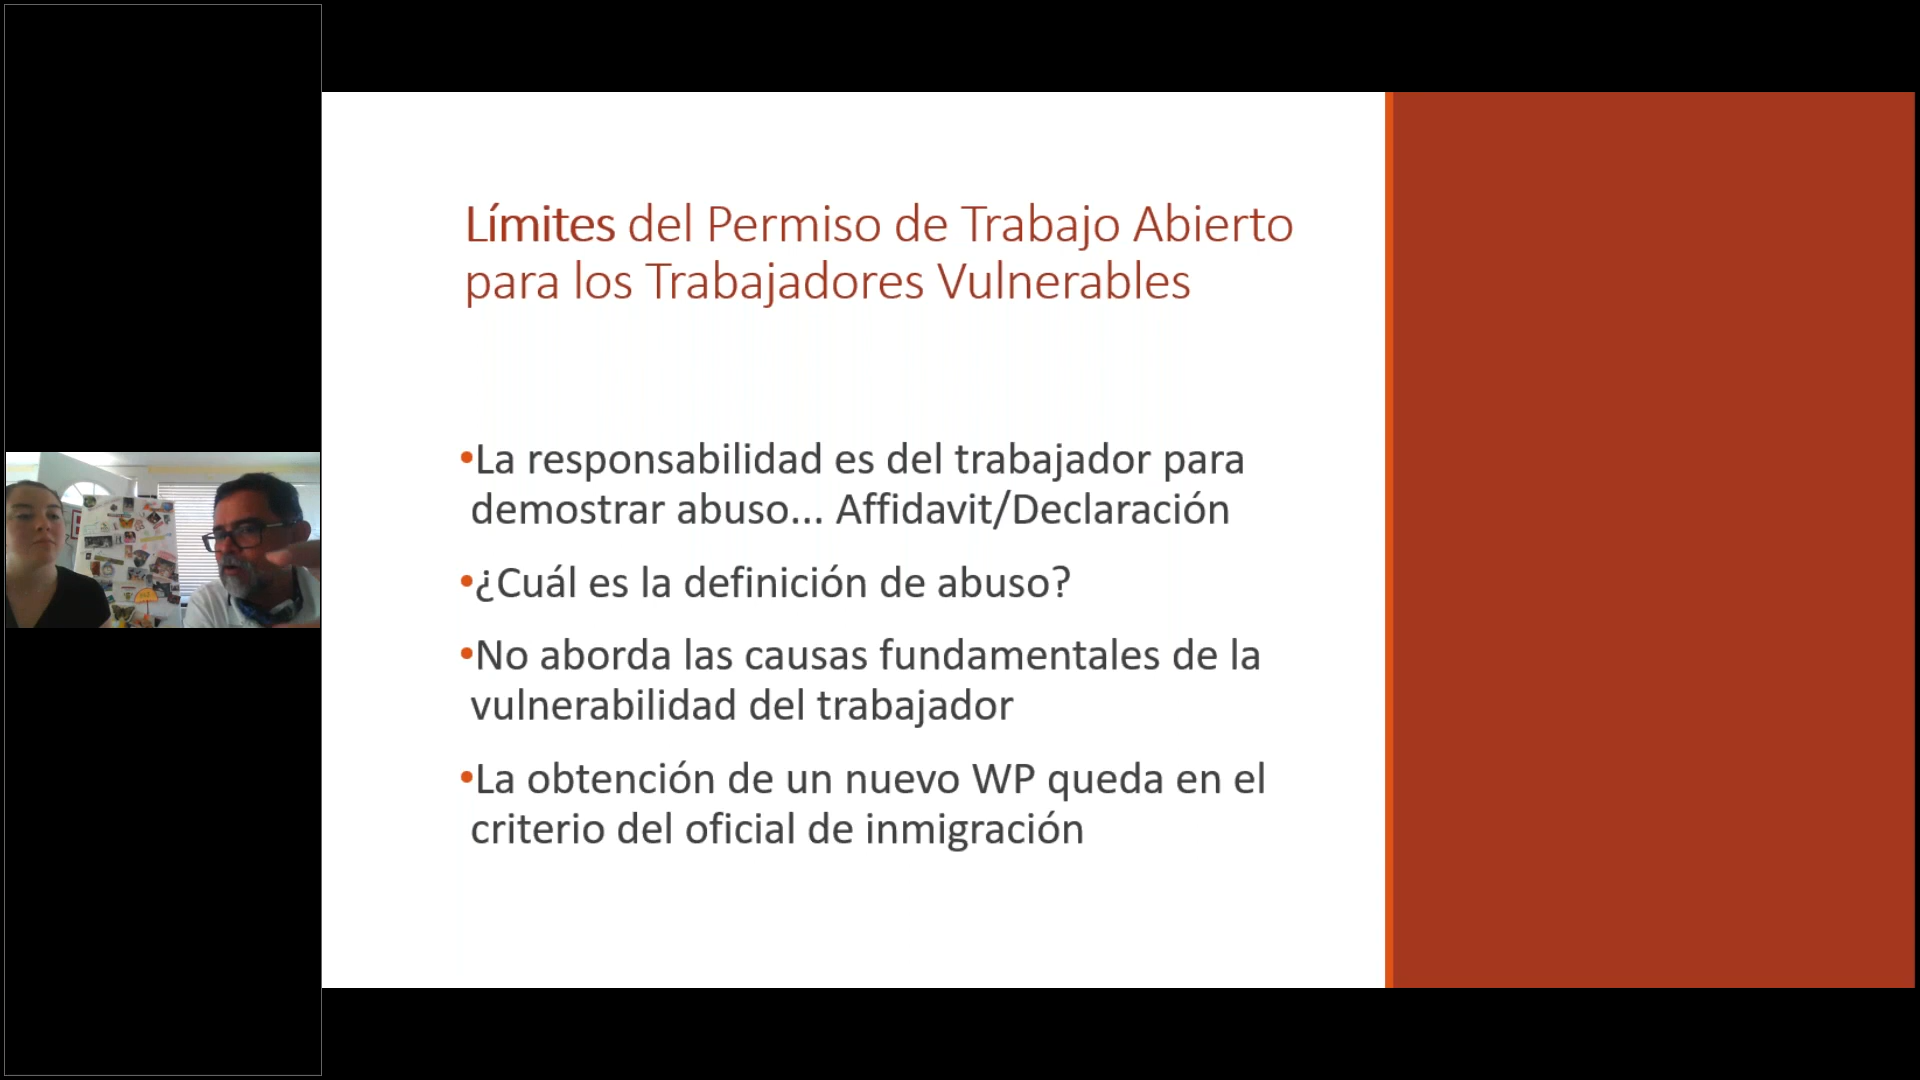 Límites del Permiso de Trabajo Abierto
para los Trabajadores Vulnerables
•La responsabilidad es del trabajador para
demostrar abuso... Affidavit/Declaración
•¿Cuál es la definición de abuso?
•No aborda las causas fundamentales de la
vulnerabilidad del trabajador
•La obtención de un nuevo WP queda en el
criterio del oficial de inmigración